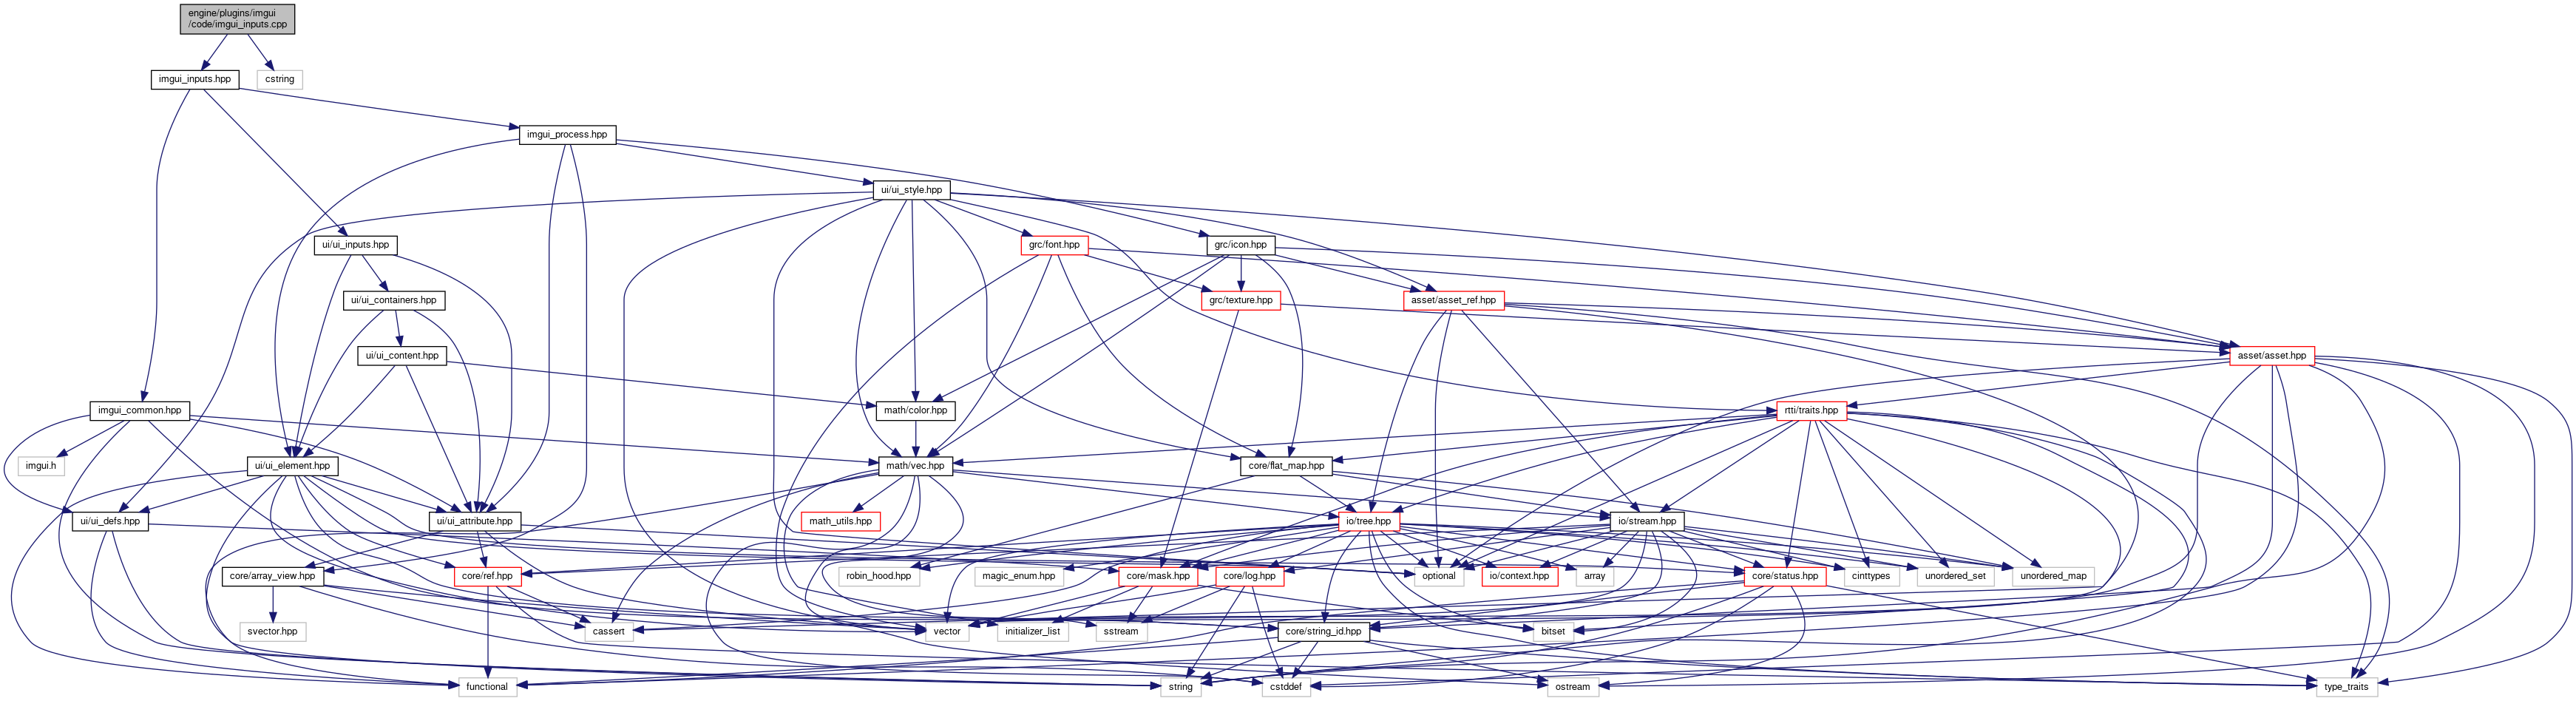 engine/plugins/imgui
/code/imgui_inputs.cpp
imgui_inputs.hpp
cstring
imgui_process.hpp
ui/ui_style.hpp
ui/ui_inputs.hpp
grc/font.hpp
grc/icon.hpp
ui/ui_containers.hpp
grc/texture.hpp
asset/asset_ref.hpp
ui/ui_content.hpp
asset/asset.hpp
imgui_common.hpp
math/color.hpp
rtti/traits.hpp
imgui.h
ui/ui_element.hpp
math/vec.hpp
core/flat_map.hpp
ui/ui_defs.hpp
ui/ui_attribute.hpp
math_utils.hpp
io/tree.hpp
io/stream.hpp
core/array_view.hpp
core/ref.hpp
robin_hood.hpp
magic_enum.hpp
core/mask.hpp
core/log.hpp
optional
io/context.hpp
array
core/status.hpp
cinttypes
unordered_set
unordered_map
svector.hpp
cassert
vector
initializer_list
sstream
core/string_id.hpp
bitset
functional
string
cstddef
ostream
type_traits